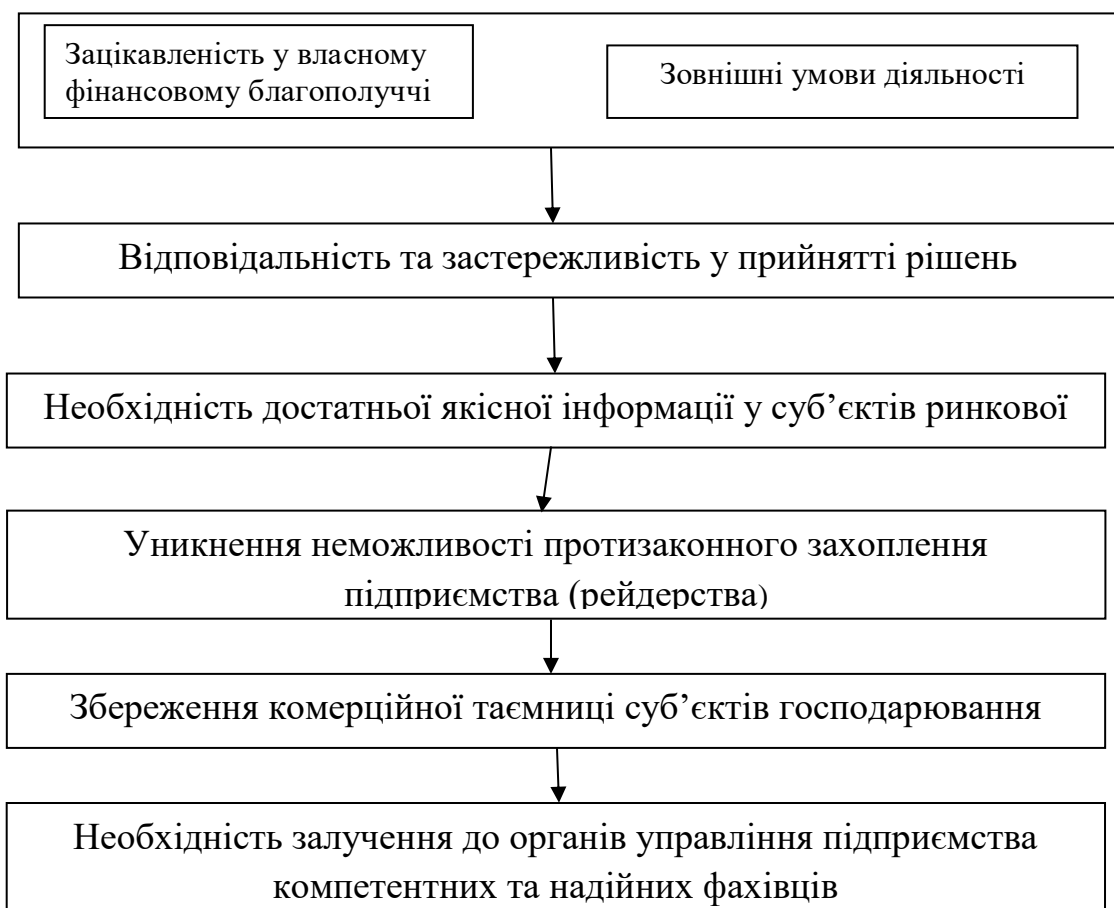 Зацікавленість у власному
фінансовому благополуччі
Зовнішні умови діяльності
Відповідальність та застережливість у прийнятті рішень
Необхідність достатньої якісної інформації у суб’єктів ринкової
Уникнення неможливості протизаконного захоплення
підприємства (рейдерства)
Збереження комерційної таємниці суб’єктів господарювання
Необхідність залучення до органів управління підприємства
компетентних та надійних фахівців